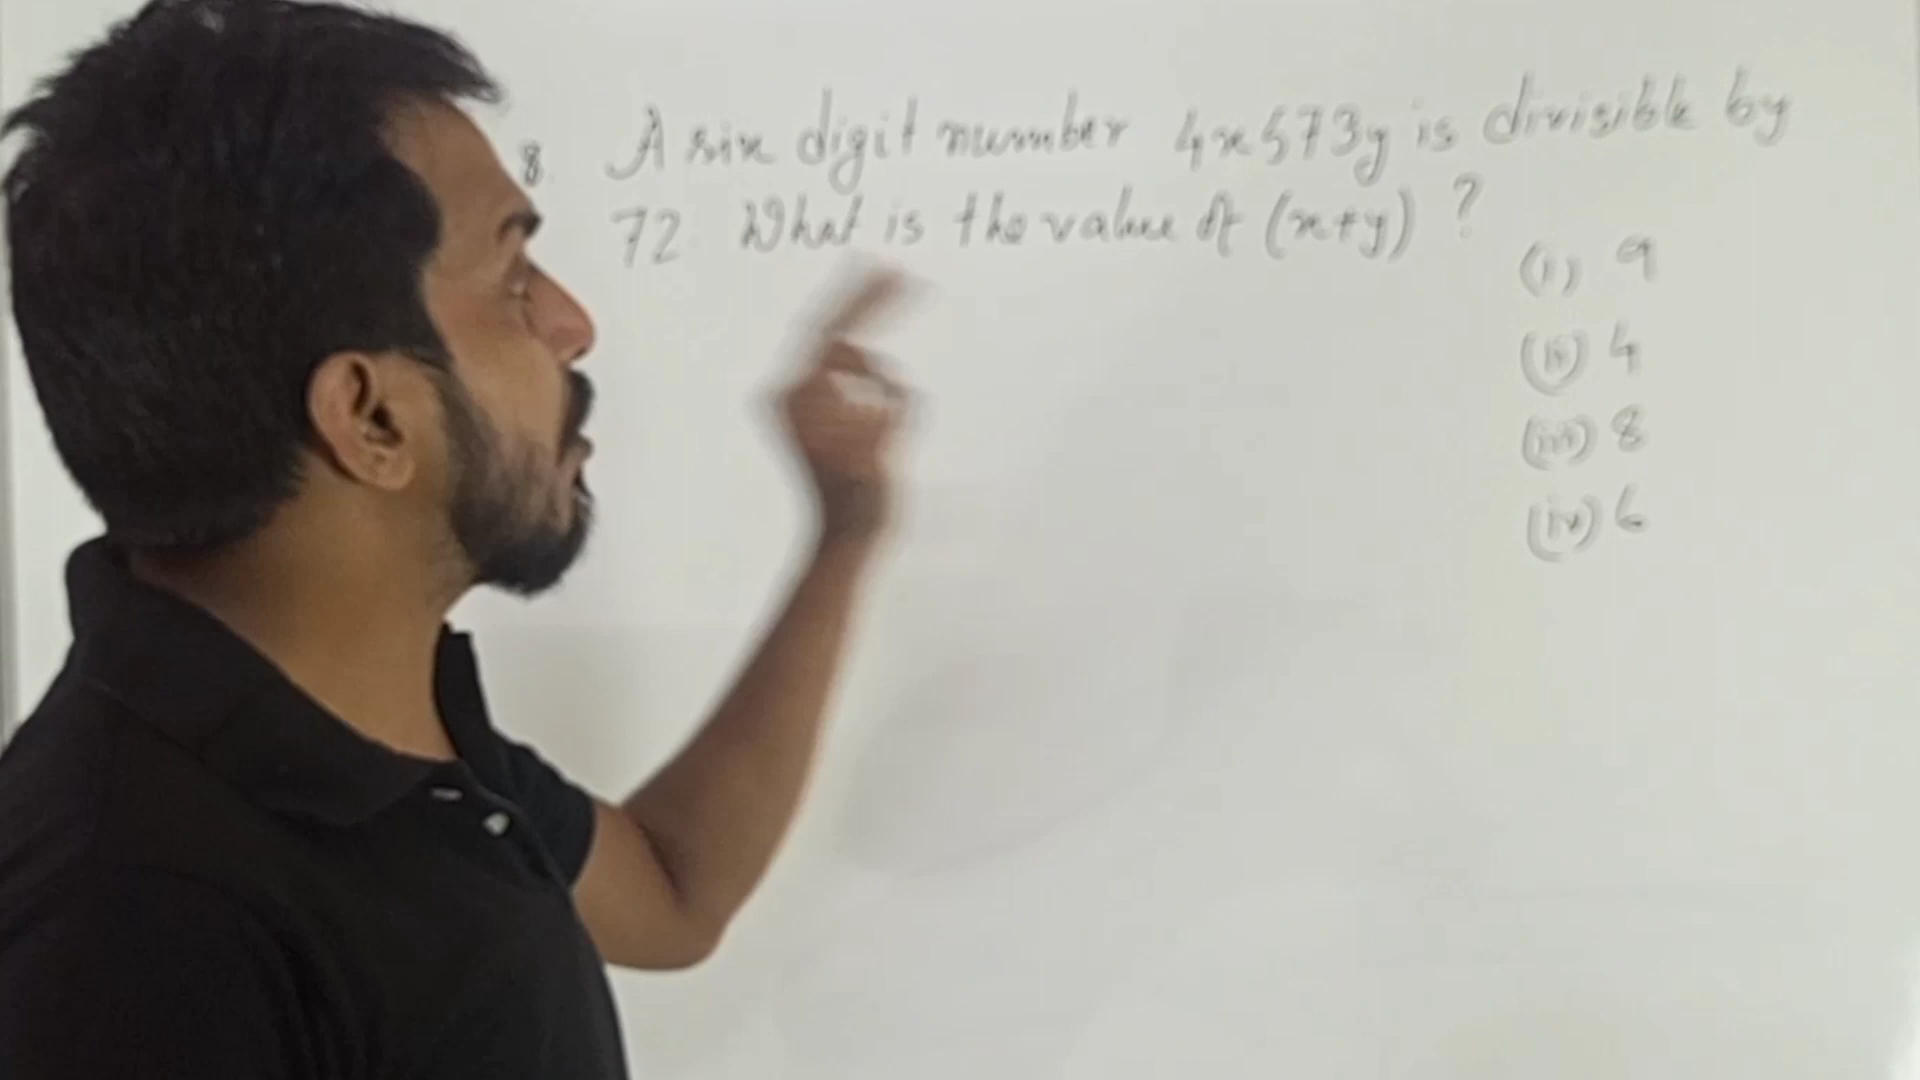 8. A six digit number 4x573y is divisible by
72. What is the value of (x+y) ?
(i) 9
(ii) 4
(iii) 8
(iv) 6